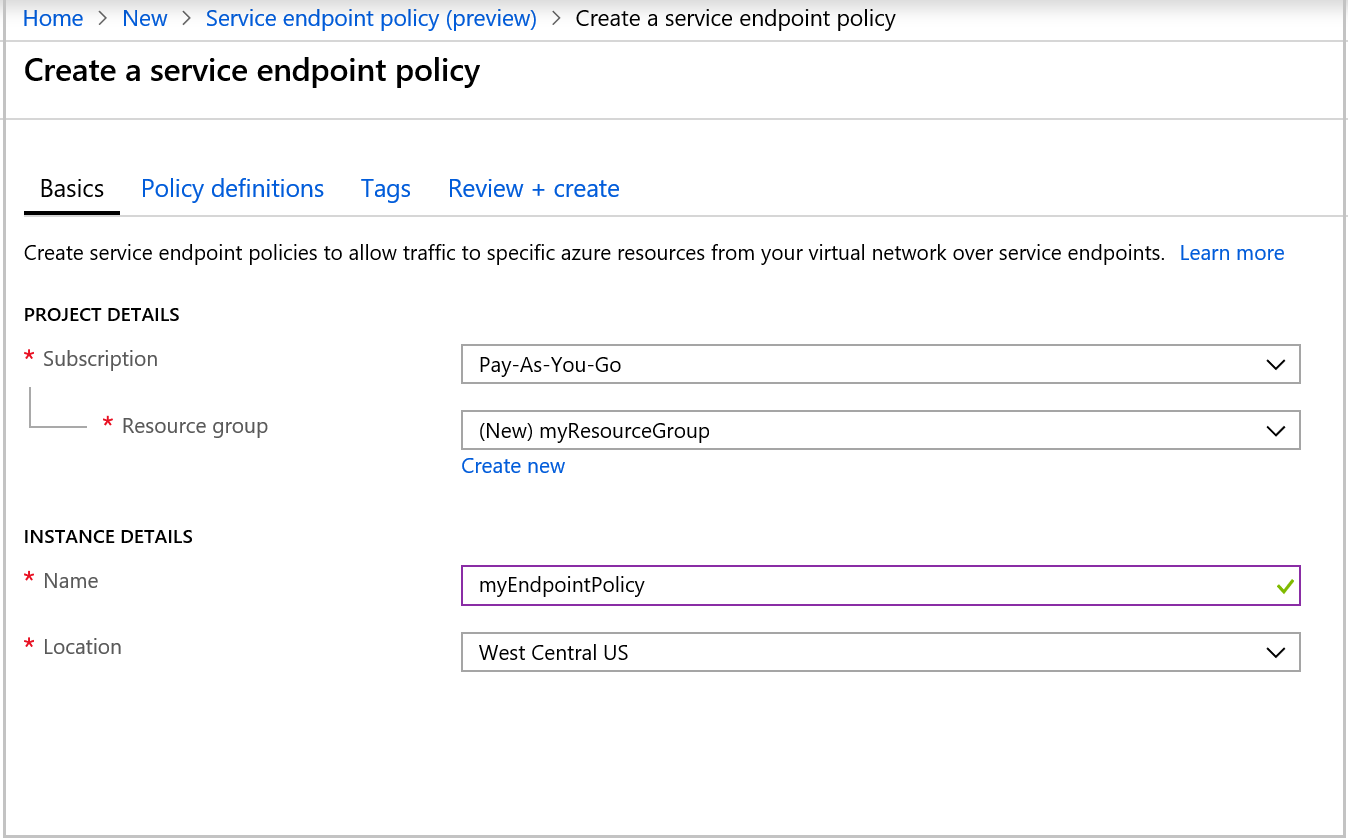 Home > New > Service endpoint policy (preview) > Create a service endpoint policy
Create a service endpoint policy
Basics Policy definitions Tags Review + create
Create service endpoint policies to allow traffic to specific azure resources from your virtual network over service endpoints. Learn more
PROJECT DETAILS
* Subscription Pay-As-You-Go
* Resource group (New) myResourceGroup
Create new
INSTANCE DETAILS
* Name myEndpointPolicy
* Location West Central US